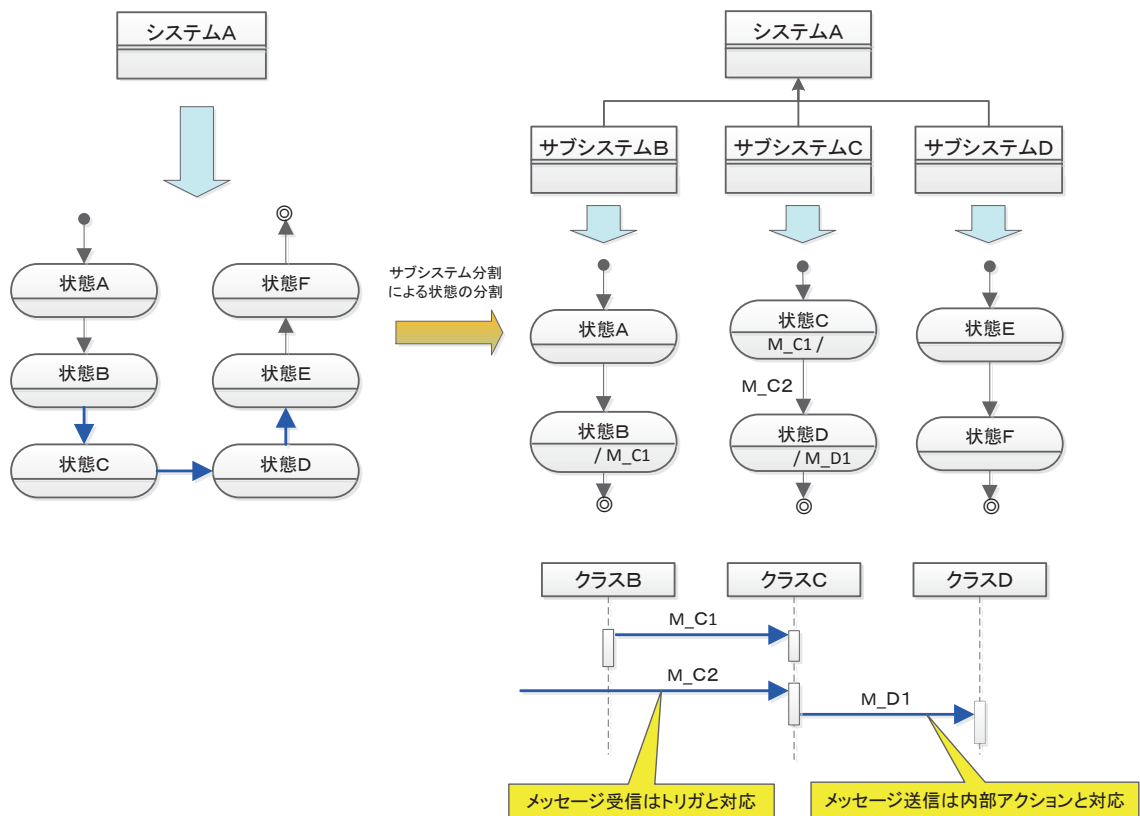 システムA
状態A
状態B
状態C
状態F
状態E
状態D
サブシステム分割
による状態の分割
システムA
サブシステムB
サブシステムC
サブシステムD
状態A
状態B
/ M_C1
状態C
M_C1 /
M_C2
状態D
/ M_D1
状態E
状態F
クラスB
クラスC
クラスD
M_C1
M_C2
M_D1
メッセージ受信はトリガと対応
メッセージ送信は内部アクションと対応